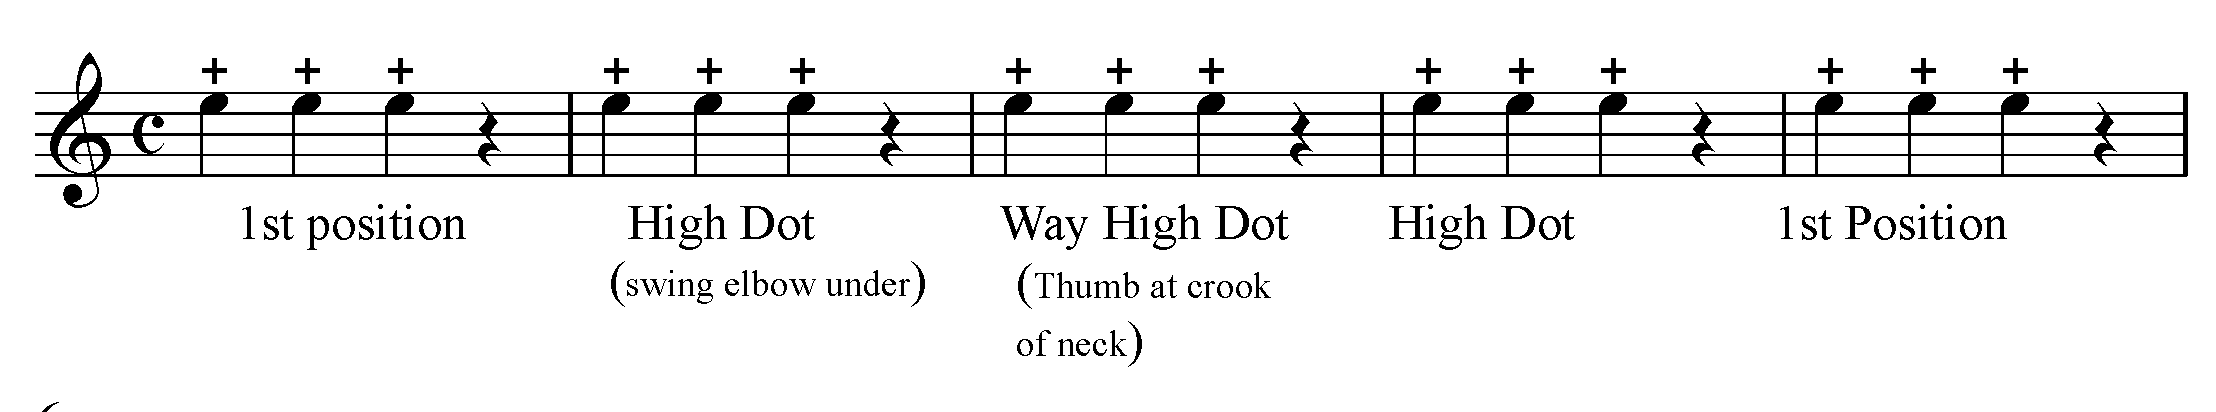 + + + + + + + + + + + + + + +
1st position High Dot Way High Dot High Dot 1st Position
(swing elbow under) (Thumb at crook
of neck)